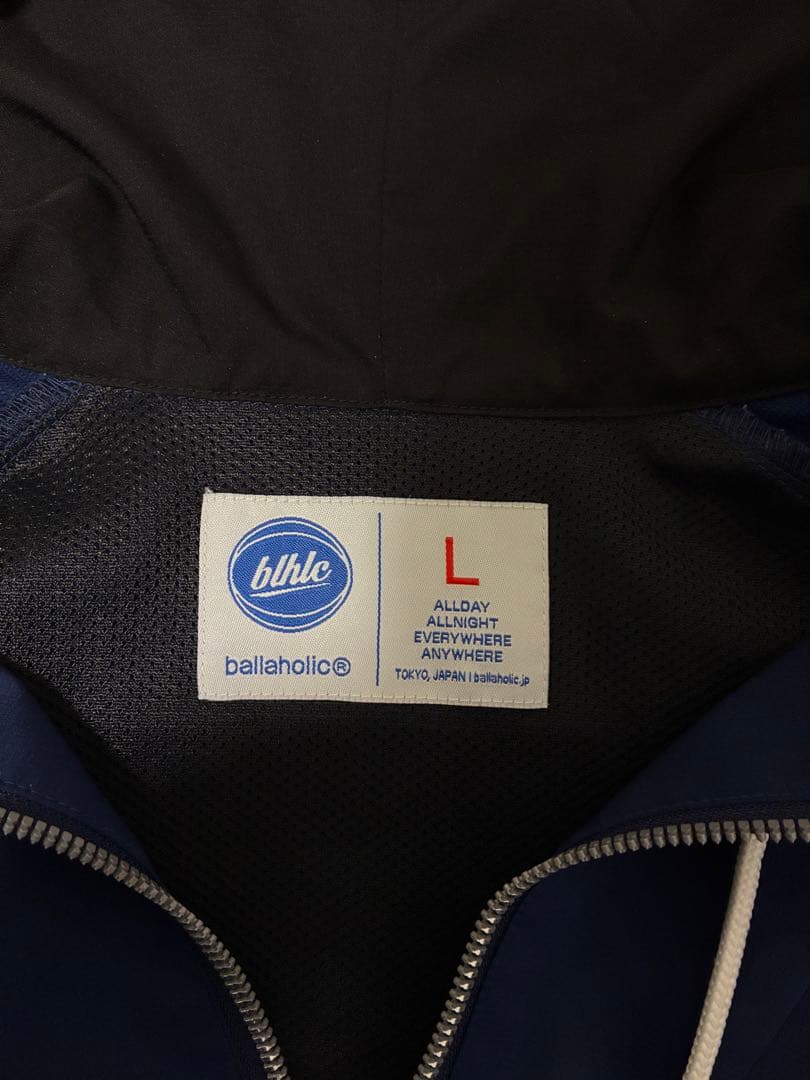 blhlc
ballaholic®
L
ALLDAY
ALLNIGHT
EVERYWHERE
ANYWHERE
TOKYO, JAPAN | ballaholic.jp